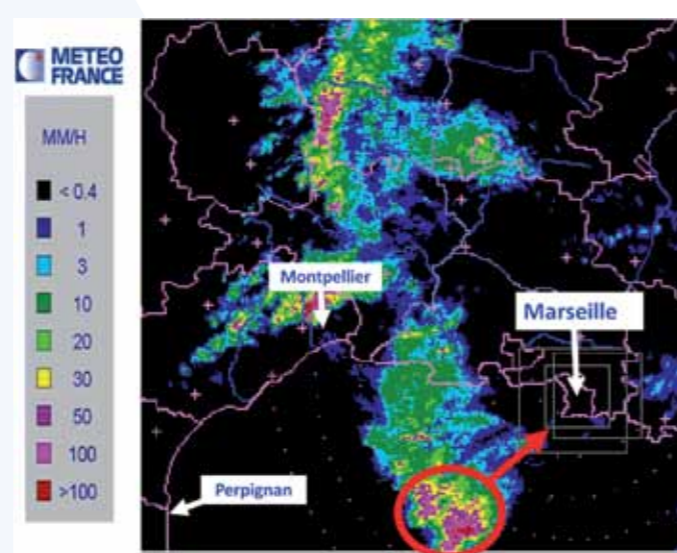 METEO
FRANCE
MM/H
< 0.4
1
3
10
20
30
50
100
>100
Montpellier
Marseille
Perpignan